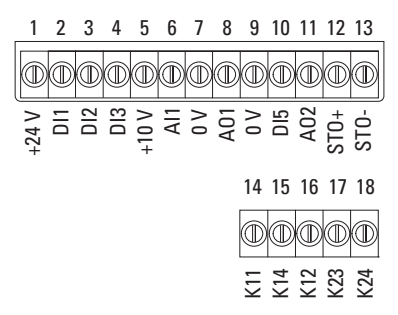 1 2 3 4 5 6 7 8 9 10 11 12 13
+24 V DI1 DI2 DI3 +10 V AI1 0 V AO1 0 V DI5 AO2 STO+ STO-
14 15 16 17 18
K11 K14 K12 K23 K24